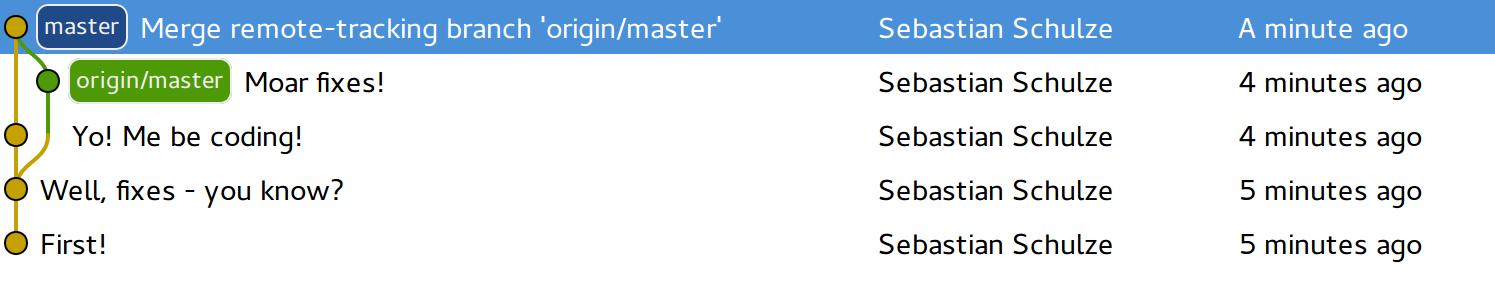 master Merge remote-tracking branch 'origin/master' Sebastian Schulze A minute ago
origin/master Moar fixes! Sebastian Schulze 4 minutes ago
Yo! Me be coding! Sebastian Schulze 4 minutes ago
Well, fixes - you know? Sebastian Schulze 5 minutes ago
First! Sebastian Schulze 5 minutes ago